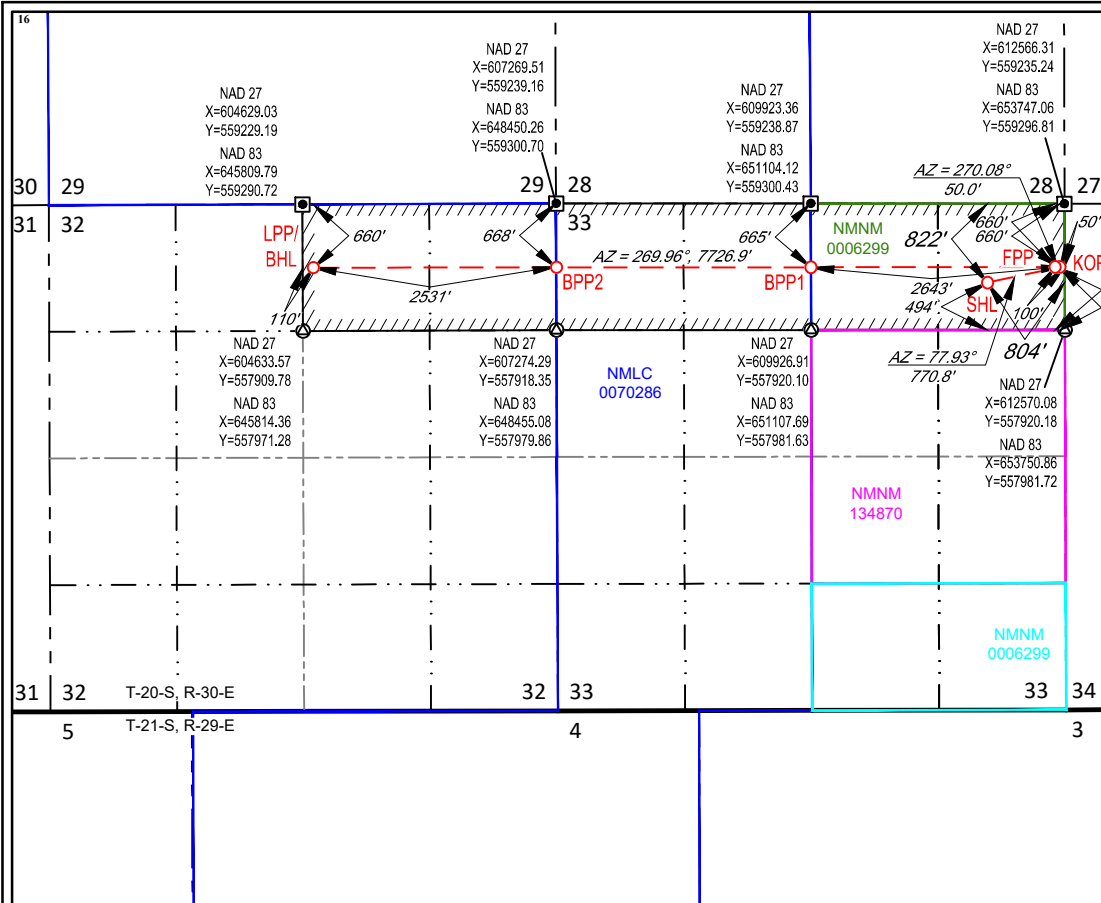 16
NAD 27
X=612566.31
Y=559235.24
NAD 83
X=653747.06
Y=559296.81
NAD 27
X=607269.51
Y=559239.16
NAD 83
X=648450.26
Y=559300.70
NAD 27
X=604629.03
Y=559229.19
NAD 83
X=645809.79
Y=559290.72
NAD 27
X=609923.36
Y=559238.87
NAD 83
X=651104.12
Y=559300.43
AZ = 270.08°
50.0'
30 29
29 28
28 27
31 32
33
LPP/
BHL
660'
668'
AZ = 269.96°, 7726.9'
665'
NMNM
0006299
822'
660'
660'
50'
FPP
KOP
BPP2
BPP1
2531'
2643'
SHL
494'
100'
110'
804'
AZ = 77.93°
770.8'
NAD 27
X=604633.57
Y=557909.78
NAD 83
X=645814.36
Y=557971.28
NAD 27
X=607274.29
Y=557918.35
NAD 83
X=648455.08
Y=557979.86
NMLC
0070286
NAD 27
X=609926.91
Y=557920.10
NAD 83
X=651107.69
Y=557981.63
NAD 27
X=612570.08
Y=557920.18
NAD 83
X=653750.86
Y=557981.72
NMNM
134870
NMNM
0006299
31 32
T-20-S, R-30-E
32 33
33 34
5
T-21-S, R-29-E
4
3